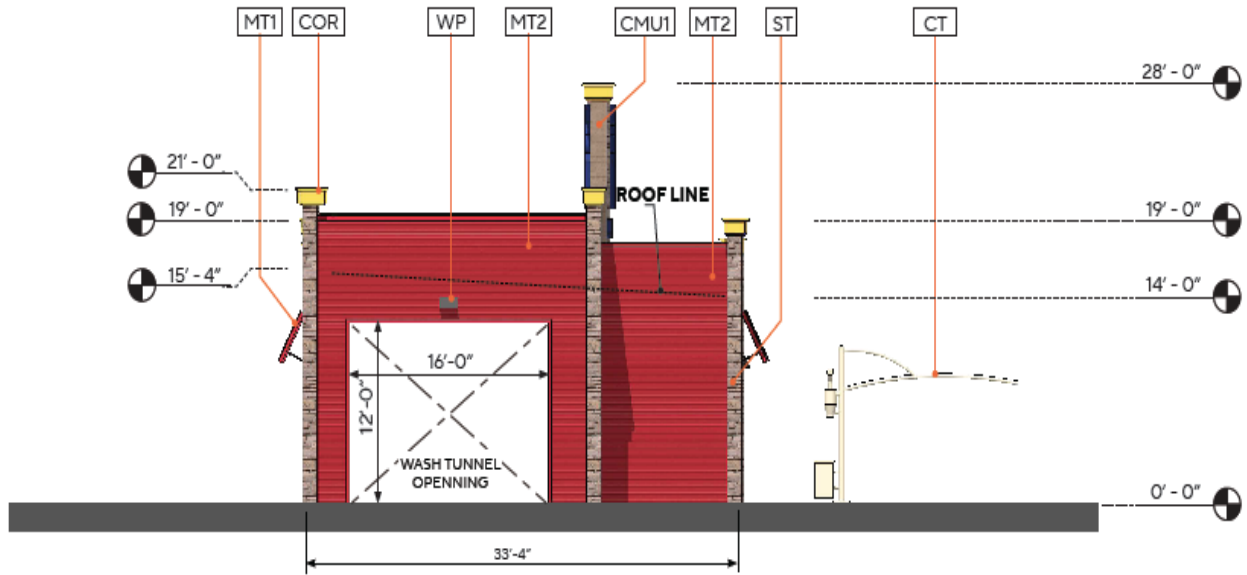 MT1 COR WP MT2 CMU1 MT2 ST CT
28' - 0"
21' - 0"
ROOF LINE
19' - 0" 19' - 0"
15' - 4"
14' - 0"
16'-0"
12'-0"
WASH TUNNEL
OPENNING
0' - 0"
33'-4"